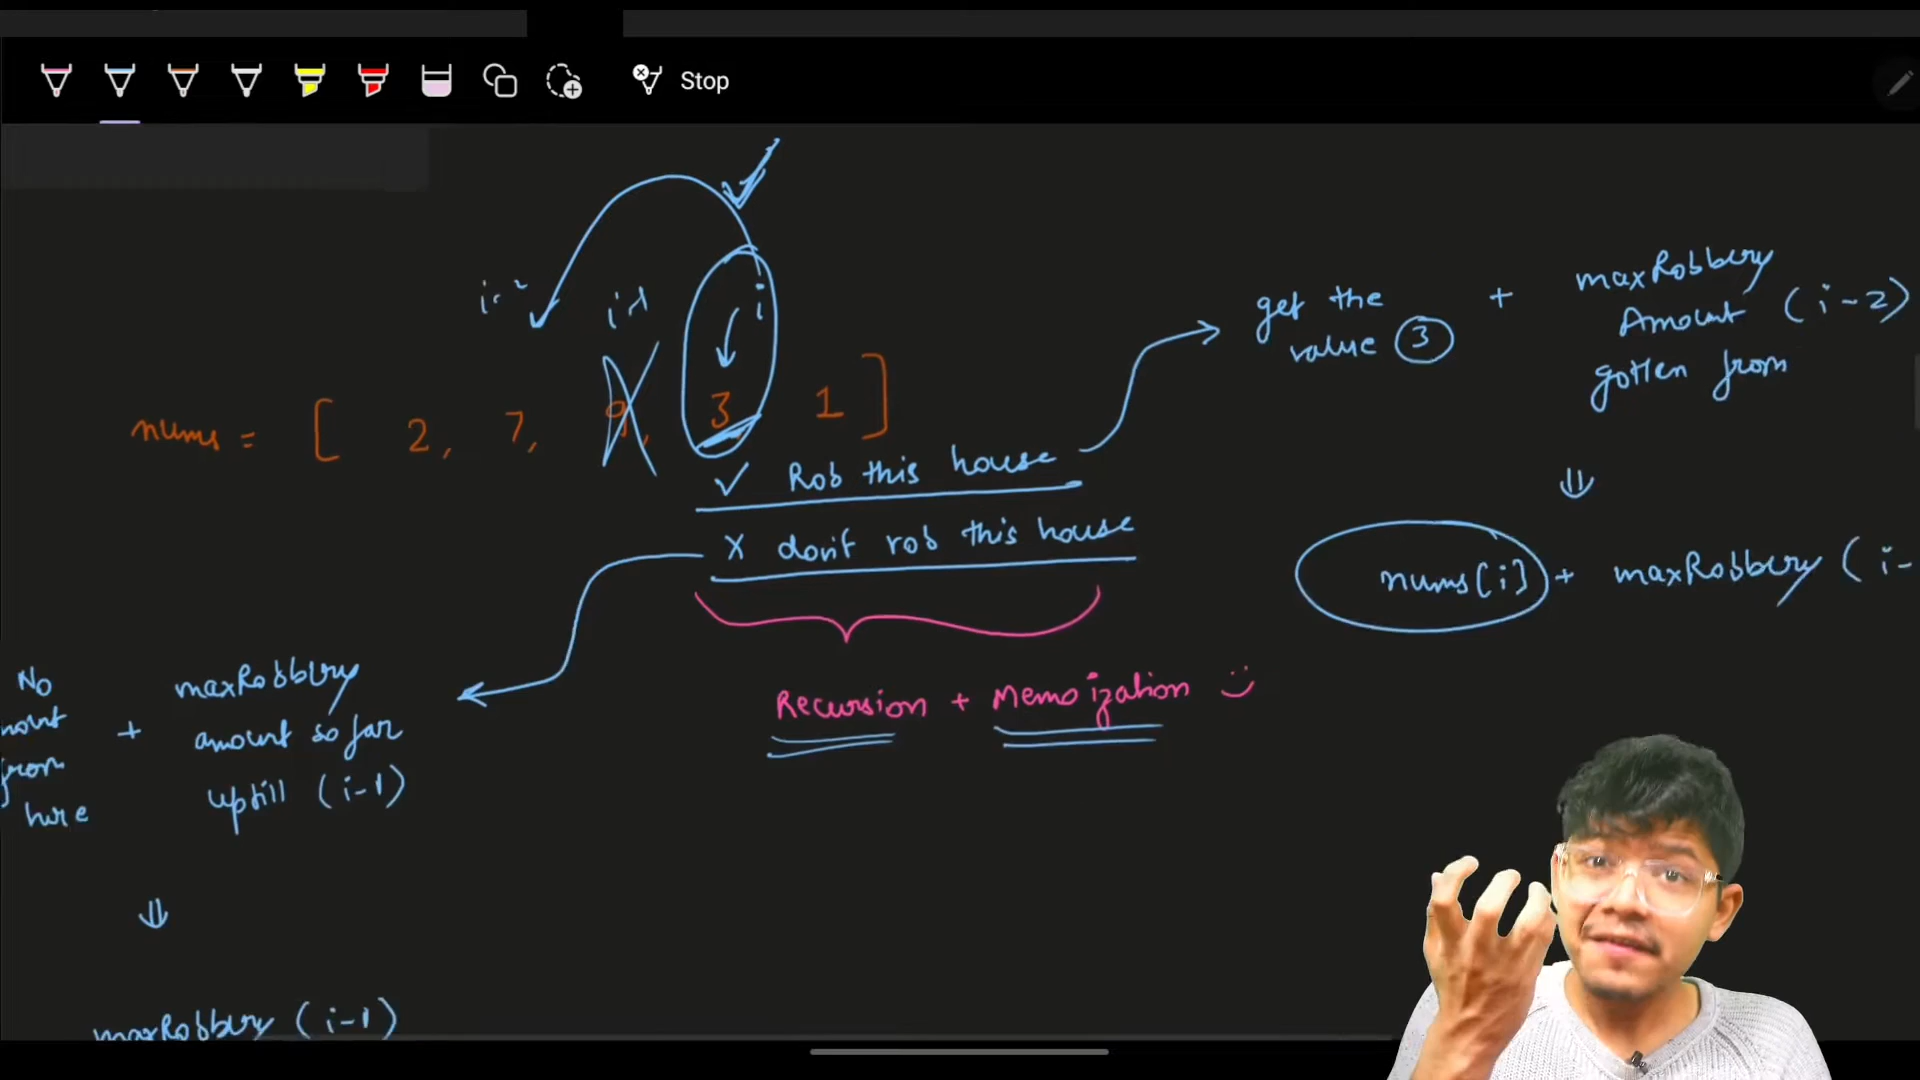 Stop
i-2
i-1
i
get the
value 3
+
maxRobbery
Amount (i-2)
gotten from
nums = [ 2, 7, 9, 3 1 ]
✓ Rob this house
⇓
X don't rob this house
nums[i] + maxRobbery (i-
No
mount
from
here
+
maxRobbery
amount so far
uptill (i-1)
Recursion + Memoization
⇓
maxRobbery (i-1)